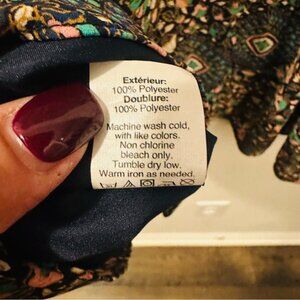 Extérieur:
100% Polyester
Doublure:
100% Polyester
Machine wash cold,
with like colors.
Non chlorine
bleach only.
Tumble dry low.
Warm iron as needed.